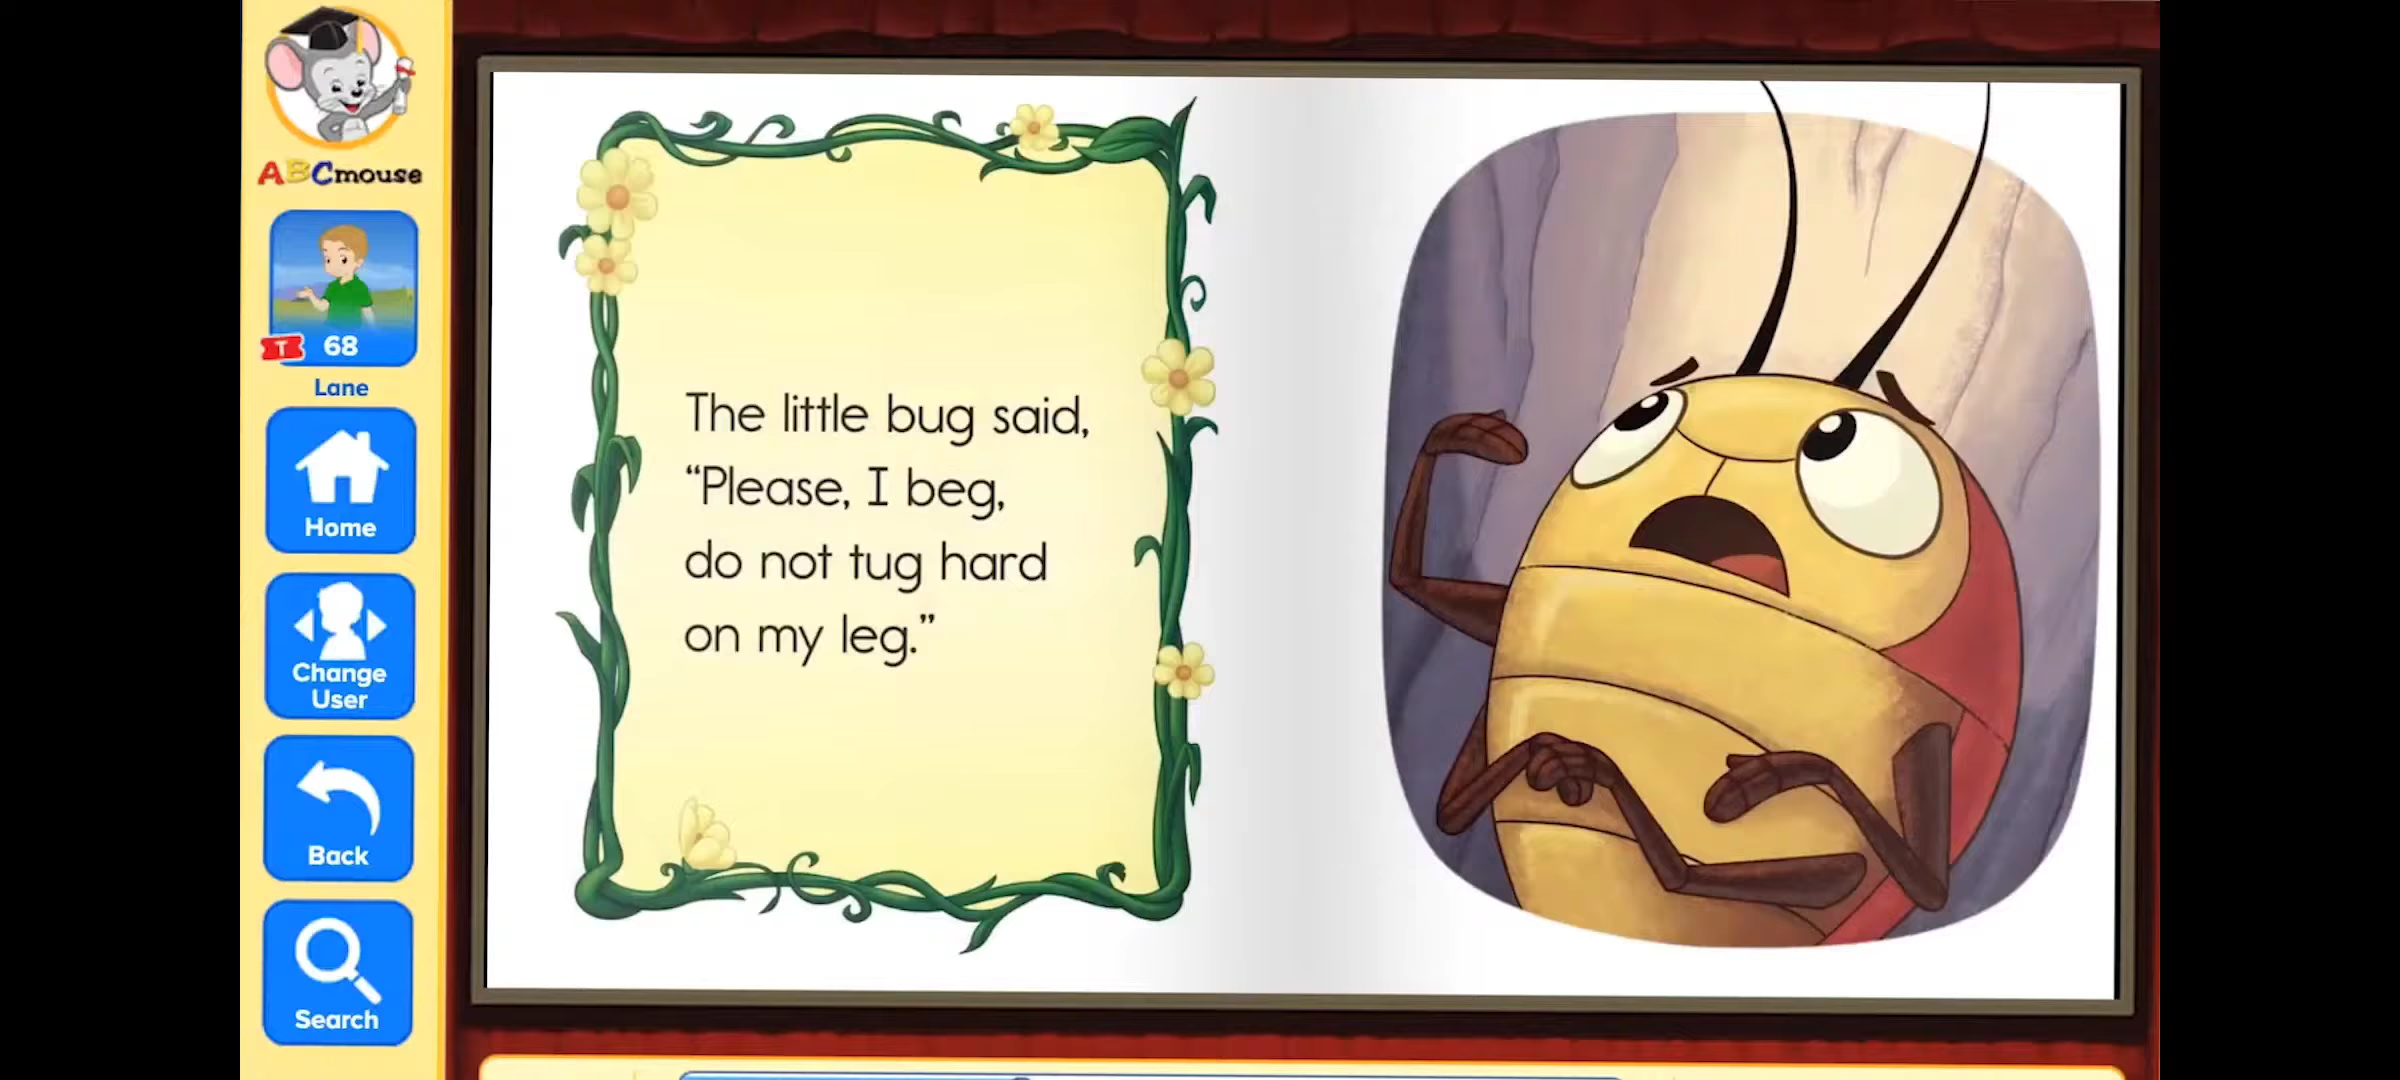 ABCmouse
T 68
Lane
Home
Change
User
Back
Search
The little bug said,
“Please, I beg,
do not tug hard
on my leg.”